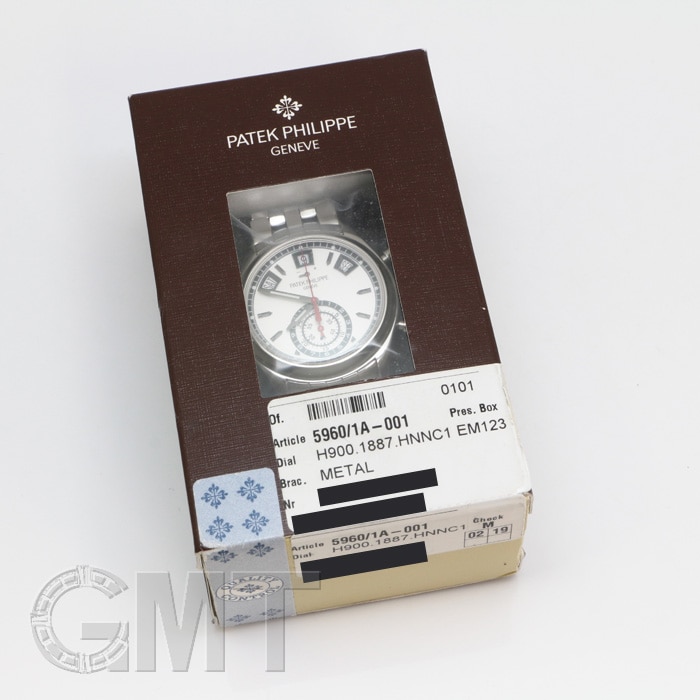 PATEK PHILIPPE
GENEVE
PATEK PHILIPPE
GENEVE
Of. 0101
Article 5960/1A-001 Pres. Box
Dial H900.1887.HNNC1 EM123
Brac. METAL
Nr
Article 5960/1A-001 Check
Dial H900.1887.HNNC1 M
02 19
GMT